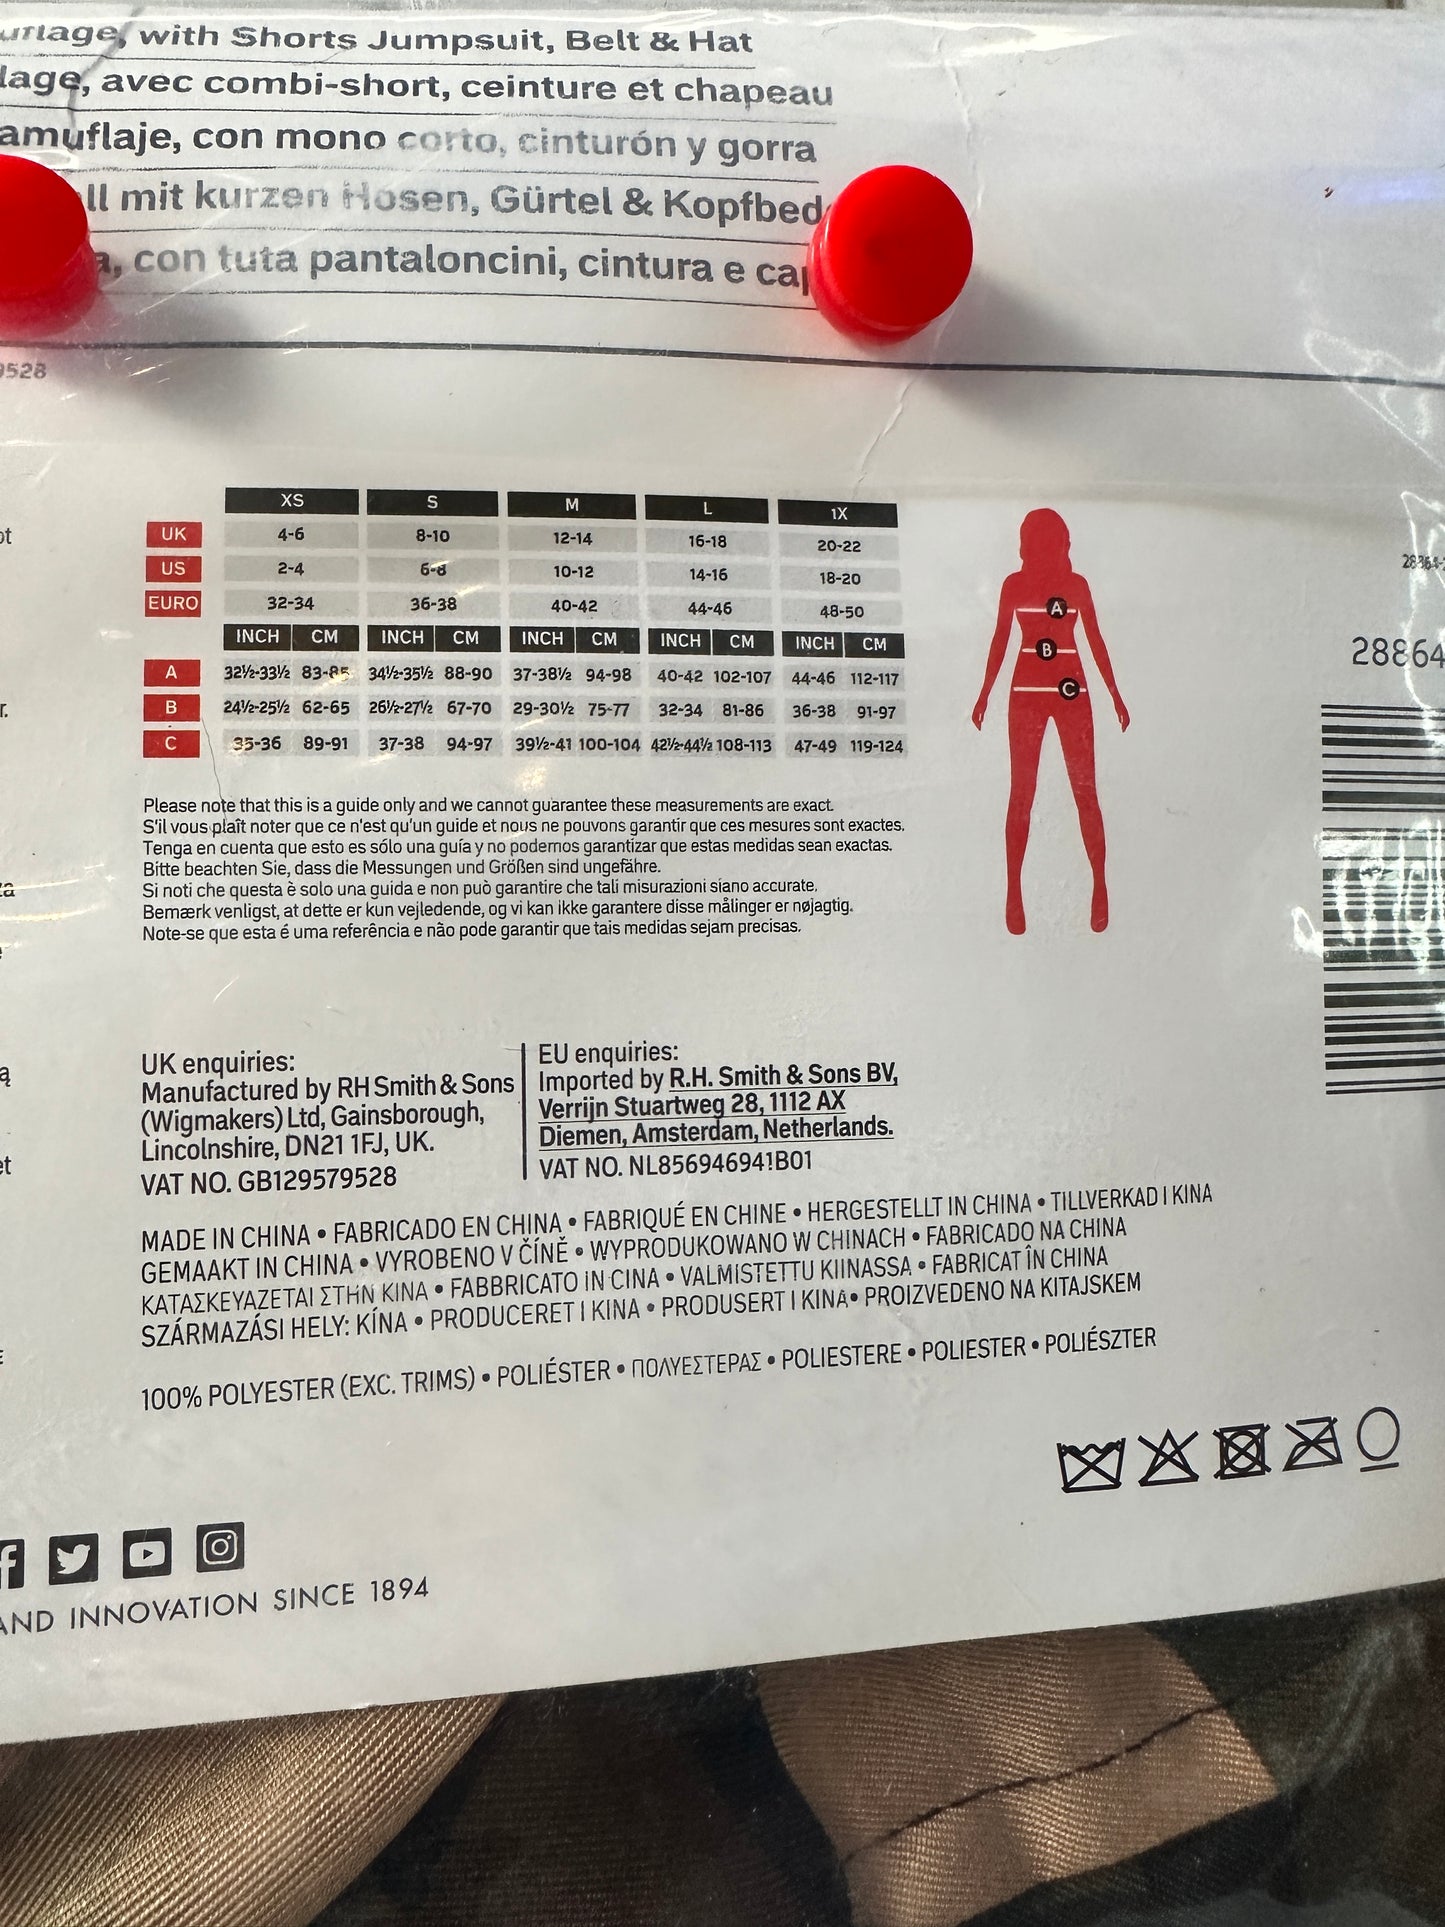 with Shorts Jumpsuit, Belt & Hat
avec combi-short, ceinture et chapeau
con mono corto, cinturón y gorra
mit kurzen Hosen, Gürtel &
con tuta pantaloncini, cintura e
XS S M L 1X
UK 4-6 8-10 12-14 16-18 20-22
US 2-4 6-8 10-12 14-16 18-20
EURO 32-34 36-38 40-42 44-46 48-50
INCH CM INCH CM INCH CM INCH CM INCH CM
A 32½-33½ 83-85 34½-35½ 88-90 37-38½ 94-98 40-42 102-107 44-46 112-117
B 24½-25½ 62-65 26½-27½ 67-70 29-30½ 75-77 32-34 81-86 36-38 91-97
C 35-36 89-91 37-38 94-97 39½-41 100-104 42½-44½ 108-113 47-49 119-124
A
B
C
28864
Please note that this is a guide only and we cannot guarantee these measurements are exact.
S'il vous plaît noter que ce n'est qu'un guide et nous ne pouvons garantir que ces mesures sont exactes.
Tenga en cuenta que esto es sólo una guía y no podemos garantizar que estas medidas sean exactas.
Bitte beachten Sie, dass die Messungen und Größen sind ungefähre.
Si noti che questa è solo una guida e non può garantire che tali misurazioni siano accurate.
Bemærk venligst, at dette er kun vejledende, og vi kan ikke garantere disse målinger er nøjagtig.
Note-se que esta é uma referência e não pode garantir que tais medidas sejam precisas.
UK enquiries:
Manufactured by RH Smith & Sons
(Wigmakers) Ltd, Gainsborough,
Lincolnshire, DN21 1FJ, UK.
VAT NO. GB129579528
EU enquiries:
Imported by R.H. Smith & Sons BV,
Verrijn Stuartweg 28, 1112 AX
Diemen, Amsterdam, Netherlands.
VAT NO. NL856946941B01
MADE IN CHINA • FABRICADO EN CHINA • FABRIQUÉ EN CHINE • HERGESTELLT IN CHINA • TILLVERKAD I KINA
GEMAAKT IN CHINA • VYROBENO V ČÍNĚ • WYPRODUKOWANO W CHINACH • FABRICADO NA CHINA
ΚΑΤΑΣΚΕΥΑΖΕΤΑΙ ΣΤΗΝ ΚΙΝΑ • FABBRICATO IN CINA • VALMISTETTU KIINASSA • FABRICAT ÎN CHINA
SZÁRMAZÁSI HELY: KÍNA • PRODUCERET I KINA • PRODUSERT I KINA • PROIZVEDENO NA KITAJSKEM
100% POLYESTER (EXC. TRIMS) • POLIÉSTER • ΠΟΛΥΕΣΤΕΡΑΣ • POLIESTERE • POLIESTER • POLIÉSZTER
AND INNOVATION SINCE 1894